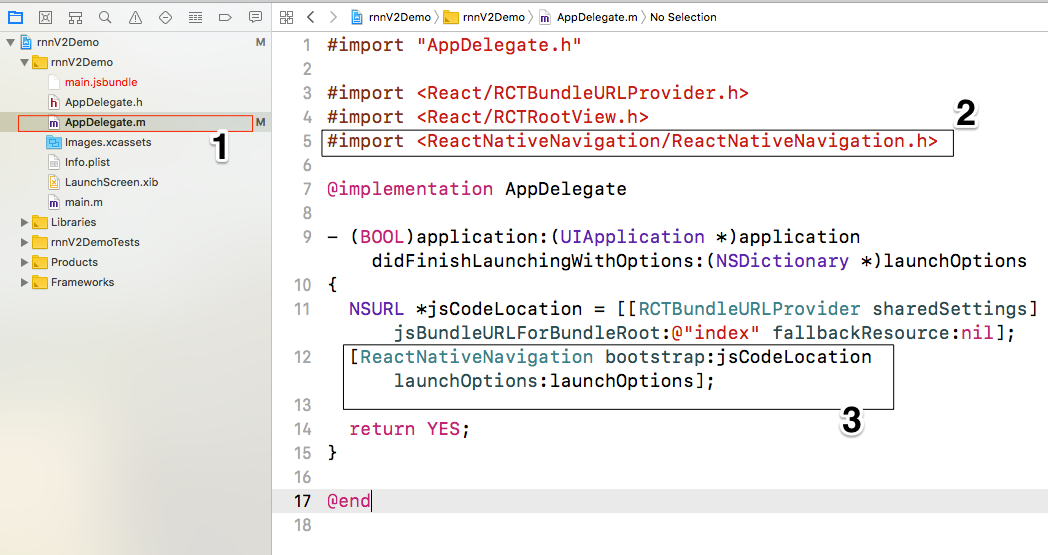 rnnV2Demo
M
rnnV2Demo
main.jsbundle
AppDelegate.h
AppDelegate.m
M
1
Images.xcassets
Info.plist
LaunchScreen.xib
main.m
Libraries
rnnV2DemoTests
Products
Frameworks
rnnV2Demo rnnV2Demo AppDelegate.m No Selection
1 #import "AppDelegate.h"
2
3 #import <React/RCTBundleURLProvider.h>
4 #import <React/RCTRootView.h>
2
5 #import <ReactNativeNavigation/ReactNativeNavigation.h>
6
7 @implementation AppDelegate
8
9 - (BOOL)application:(UIApplication *)application
didFinishLaunchingWithOptions:(NSDictionary *)launchOptions
10 {
11 NSURL *jsCodeLocation = [[RCTBundleURLProvider sharedSettings]
jsBundleURLForBundleRoot:@"index" fallbackResource:nil];
12 [ReactNativeNavigation bootstrap:jsCodeLocation
launchOptions:launchOptions];
13
3
14 return YES;
15 }
16
17 @end
18